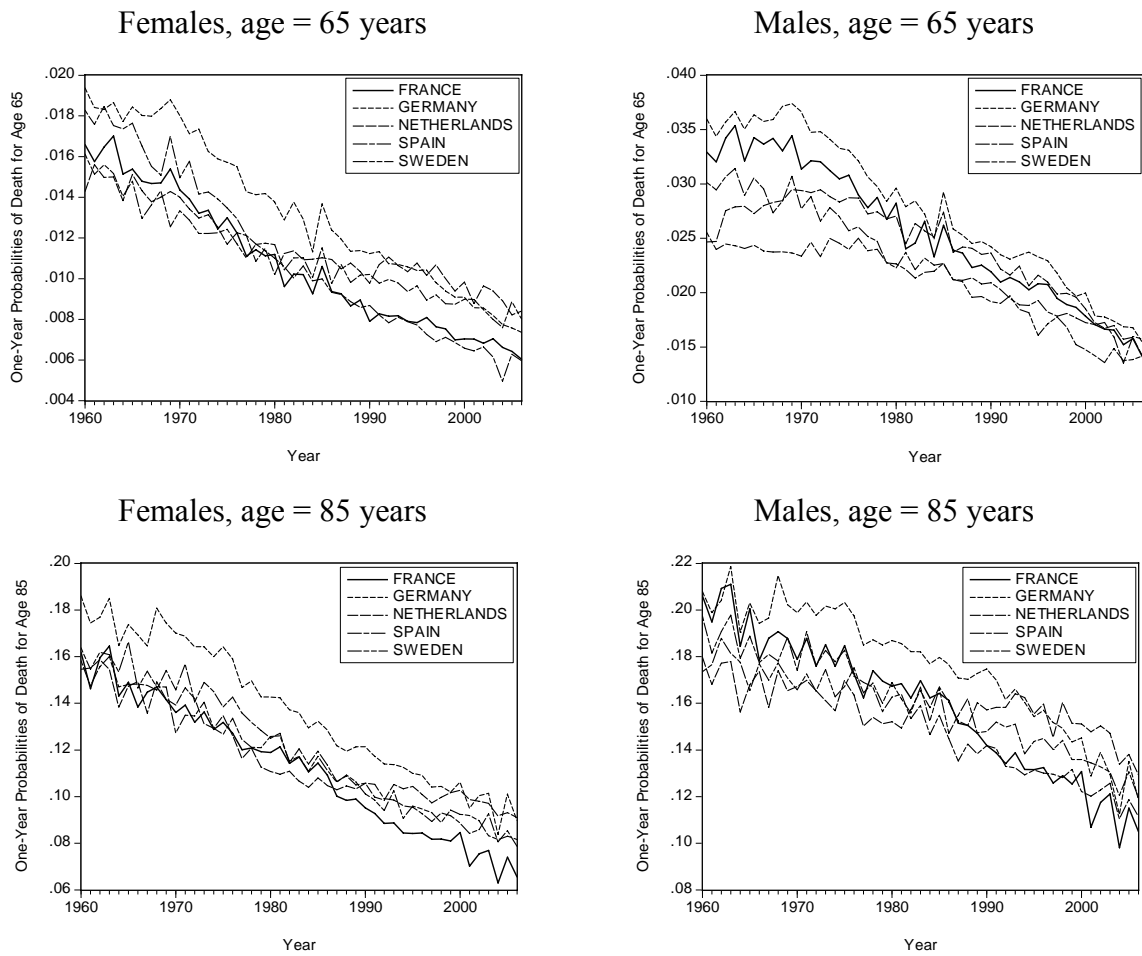 Females, age = 65 years
Males, age = 65 years
One-Year Probabilities of Death for Age 65
.020
.018
.016
.014
.012
.010
.008
.006
.004
1960
1970
1980
1990
2000
Year
FRANCE
GERMANY
NETHERLANDS
SPAIN
SWEDEN
One-Year Probabilities of Death for Age 65
.040
.035
.030
.025
.020
.015
.010
1960
1970
1980
1990
2000
Year
FRANCE
GERMANY
NETHERLANDS
SPAIN
SWEDEN
Females, age = 85 years
Males, age = 85 years
One-Year Probabilities of Death for Age 85
.20
.18
.16
.14
.12
.10
.08
.06
1960
1970
1980
1990
2000
Year
FRANCE
GERMANY
NETHERLANDS
SPAIN
SWEDEN
One-Year Probabilities of Death for Age 85
.22
.20
.18
.16
.14
.12
.10
.08
1960
1970
1980
1990
2000
Year
FRANCE
GERMANY
NETHERLANDS
SPAIN
SWEDEN